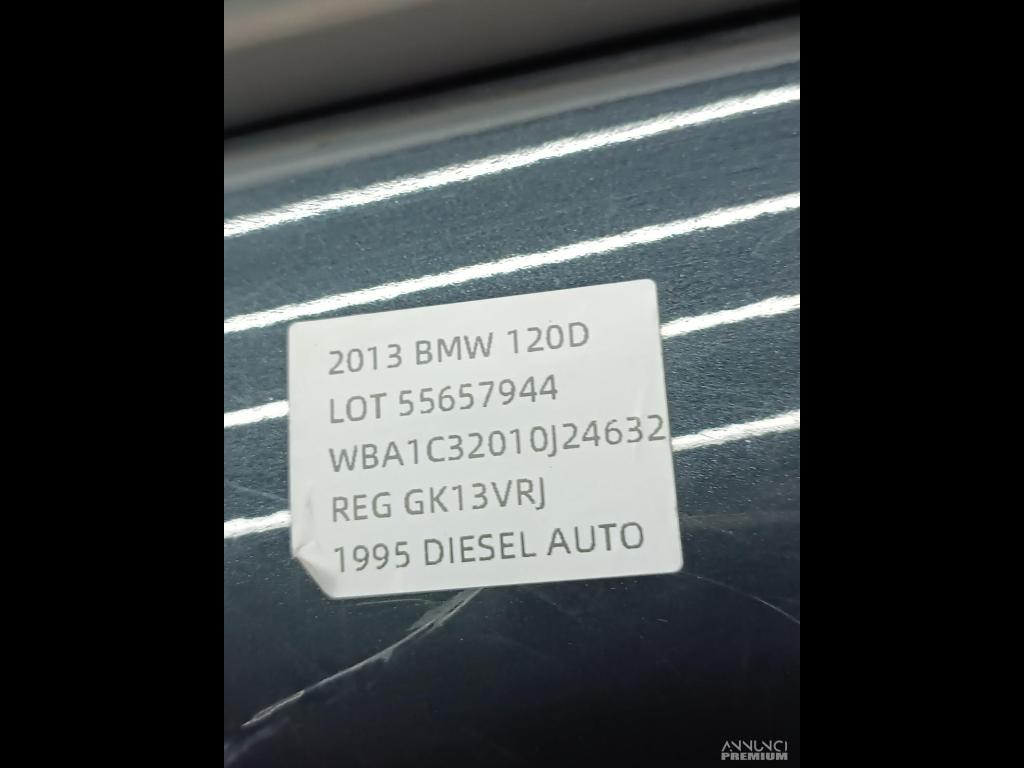 2013 BMW 120D
LOT 55657944
WBA1C32010J24632
REG GK13VRJ
1995 DIESEL AUTO
ANNUNCI
PREMIUM